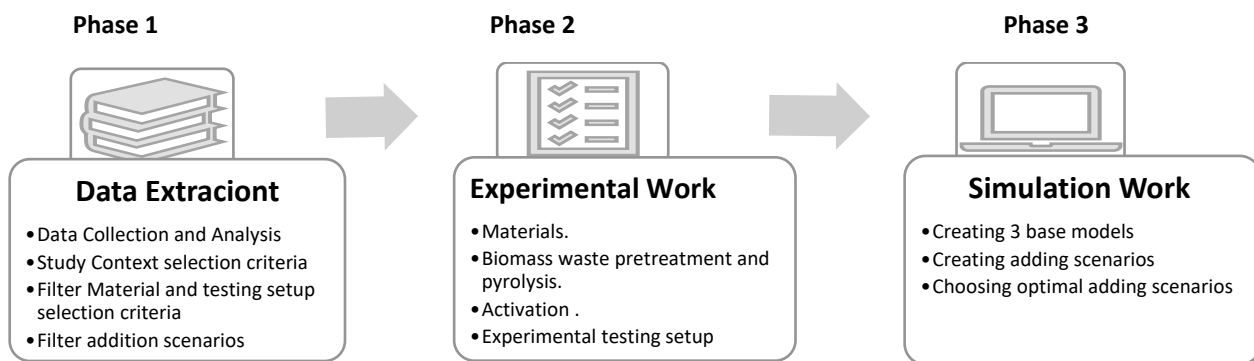 Phase 1
Phase 2
Phase 3
Data Extraciont
•Data Collection and Analysis
•Study Context selection criteria
•Filter Material and testing setup
selection criteria
•Filter addition scenarios
Experimental Work
•Materials.
•Biomass waste pretreatment and
pyrolysis.
•Activation .
•Experimental testing setup
Simulation Work
•Creating 3 base models
•Creating adding scenarios
•Choosing optimal adding scenarios